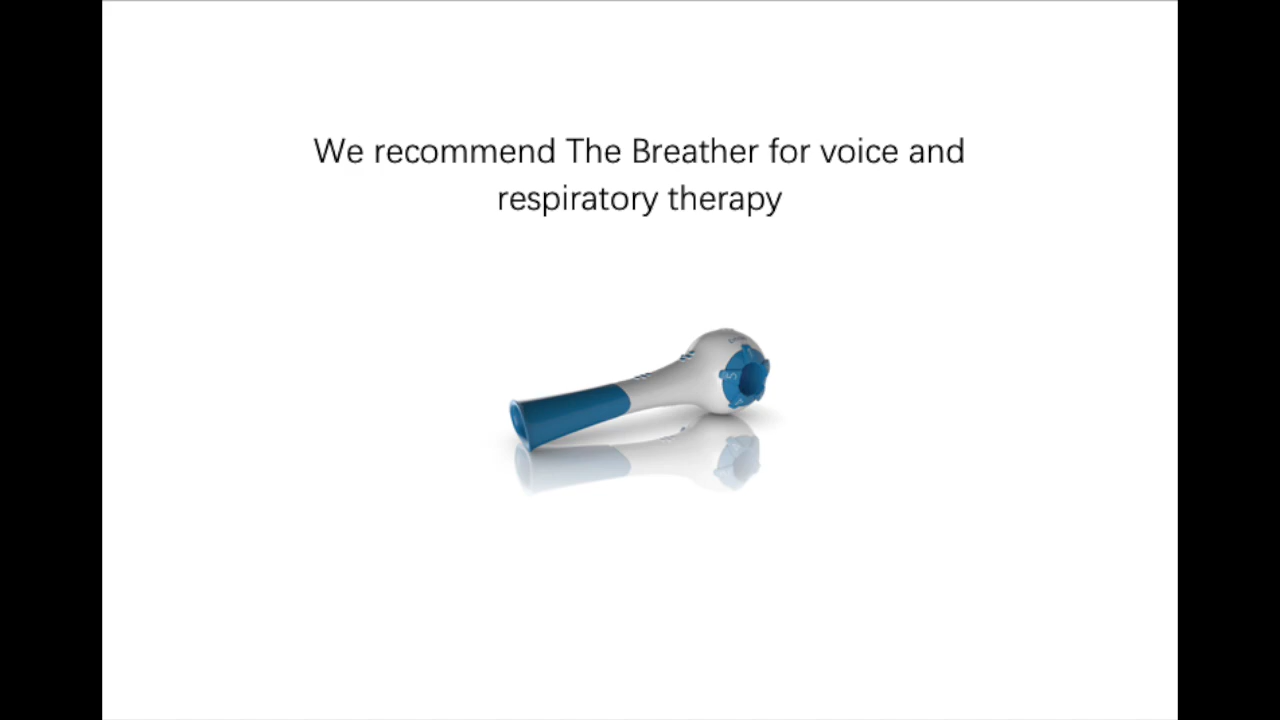 We recommend The Breather for voice and
respiratory therapy